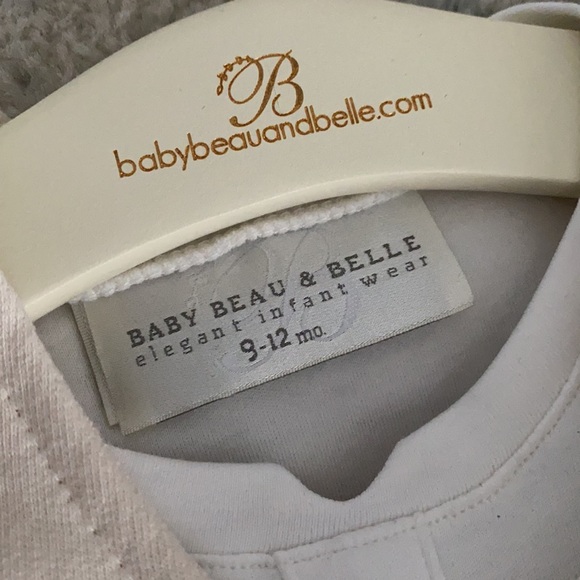 B
babybeauandbelle.com
BABY BEAU & BELLE
elegant infant wear
9-12 mo.